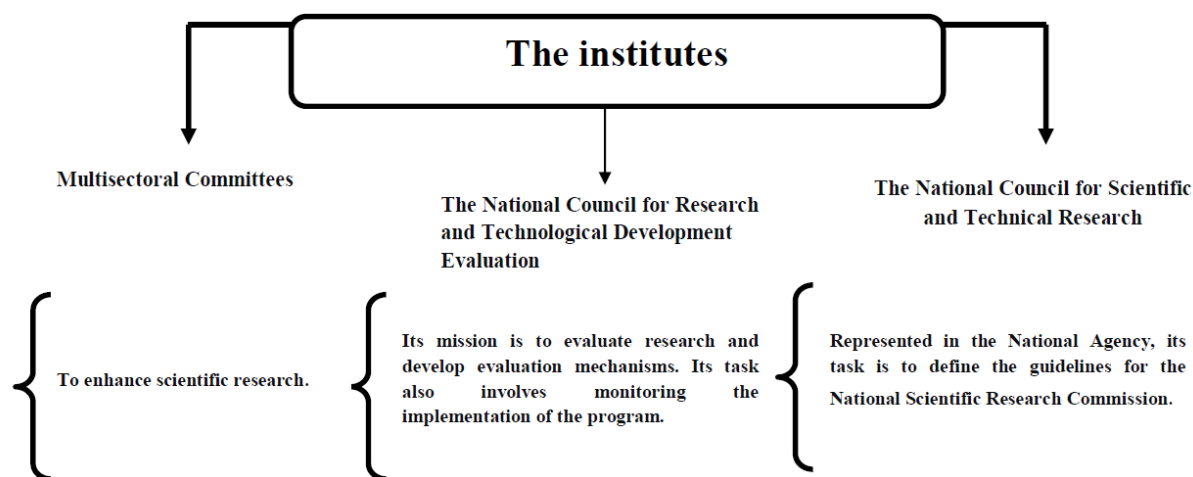 The institutes
Multisectoral Committees
The National Council for Research
and Technological Development
Evaluation
The National Council for Scientific
and Technical Research
To enhance scientific research.
Its mission is to evaluate research and
develop evaluation mechanisms. Its task
also involves monitoring the
implementation of the program.
Represented in the National Agency, its
task is to define the guidelines for the
National Scientific Research Commission.